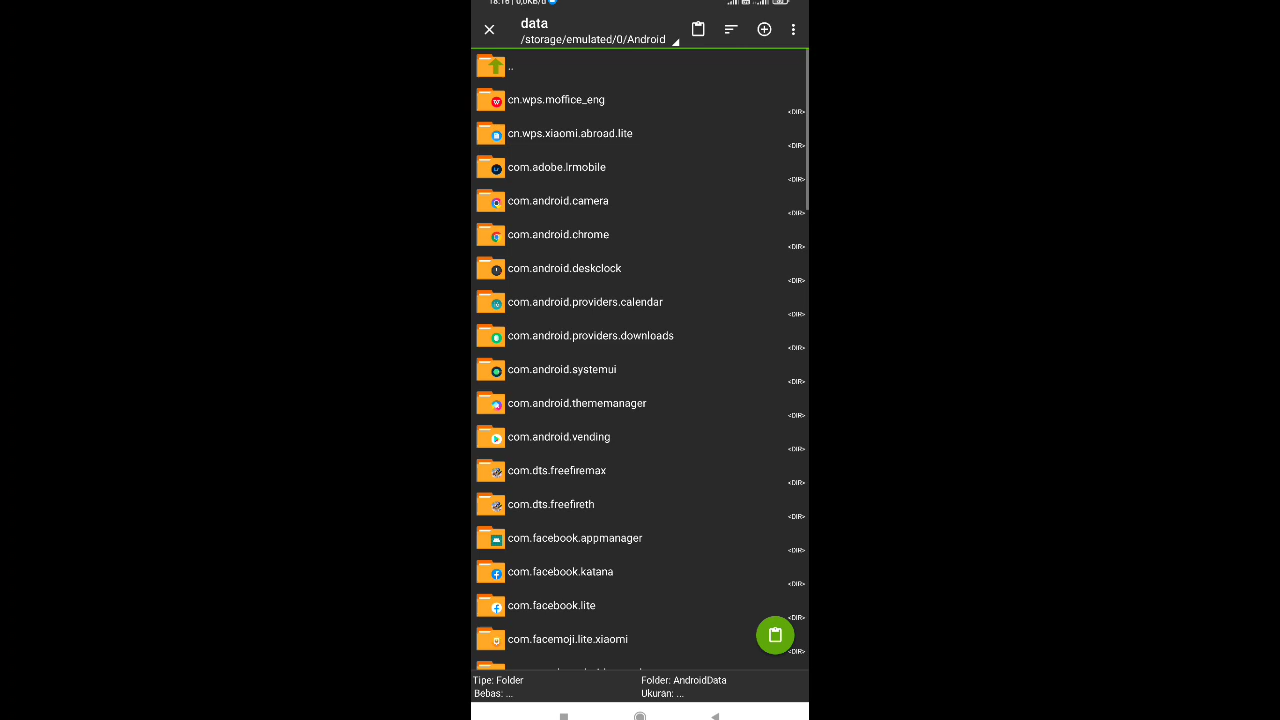 18.16 | 0,0KB/d
data
/storage/emulated/0/Android
..
cn.wps.moffice_eng
<DIR>
cn.wps.xiaomi.abroad.lite
<DIR>
com.adobe.lrmobile
<DIR>
com.android.camera
<DIR>
com.android.chrome
<DIR>
com.android.deskclock
<DIR>
com.android.providers.calendar
<DIR>
com.android.providers.downloads
<DIR>
com.android.systemui
<DIR>
com.android.thememanager
<DIR>
com.android.vending
<DIR>
com.dts.freefiremax
<DIR>
com.dts.freefireth
<DIR>
com.facebook.appmanager
<DIR>
com.facebook.katana
<DIR>
com.facebook.lite
<DIR>
com.facemoji.lite.xiaomi
<DIR>
Tipe: Folder Folder: AndroidData
Bebas: ... Ukuran: ...